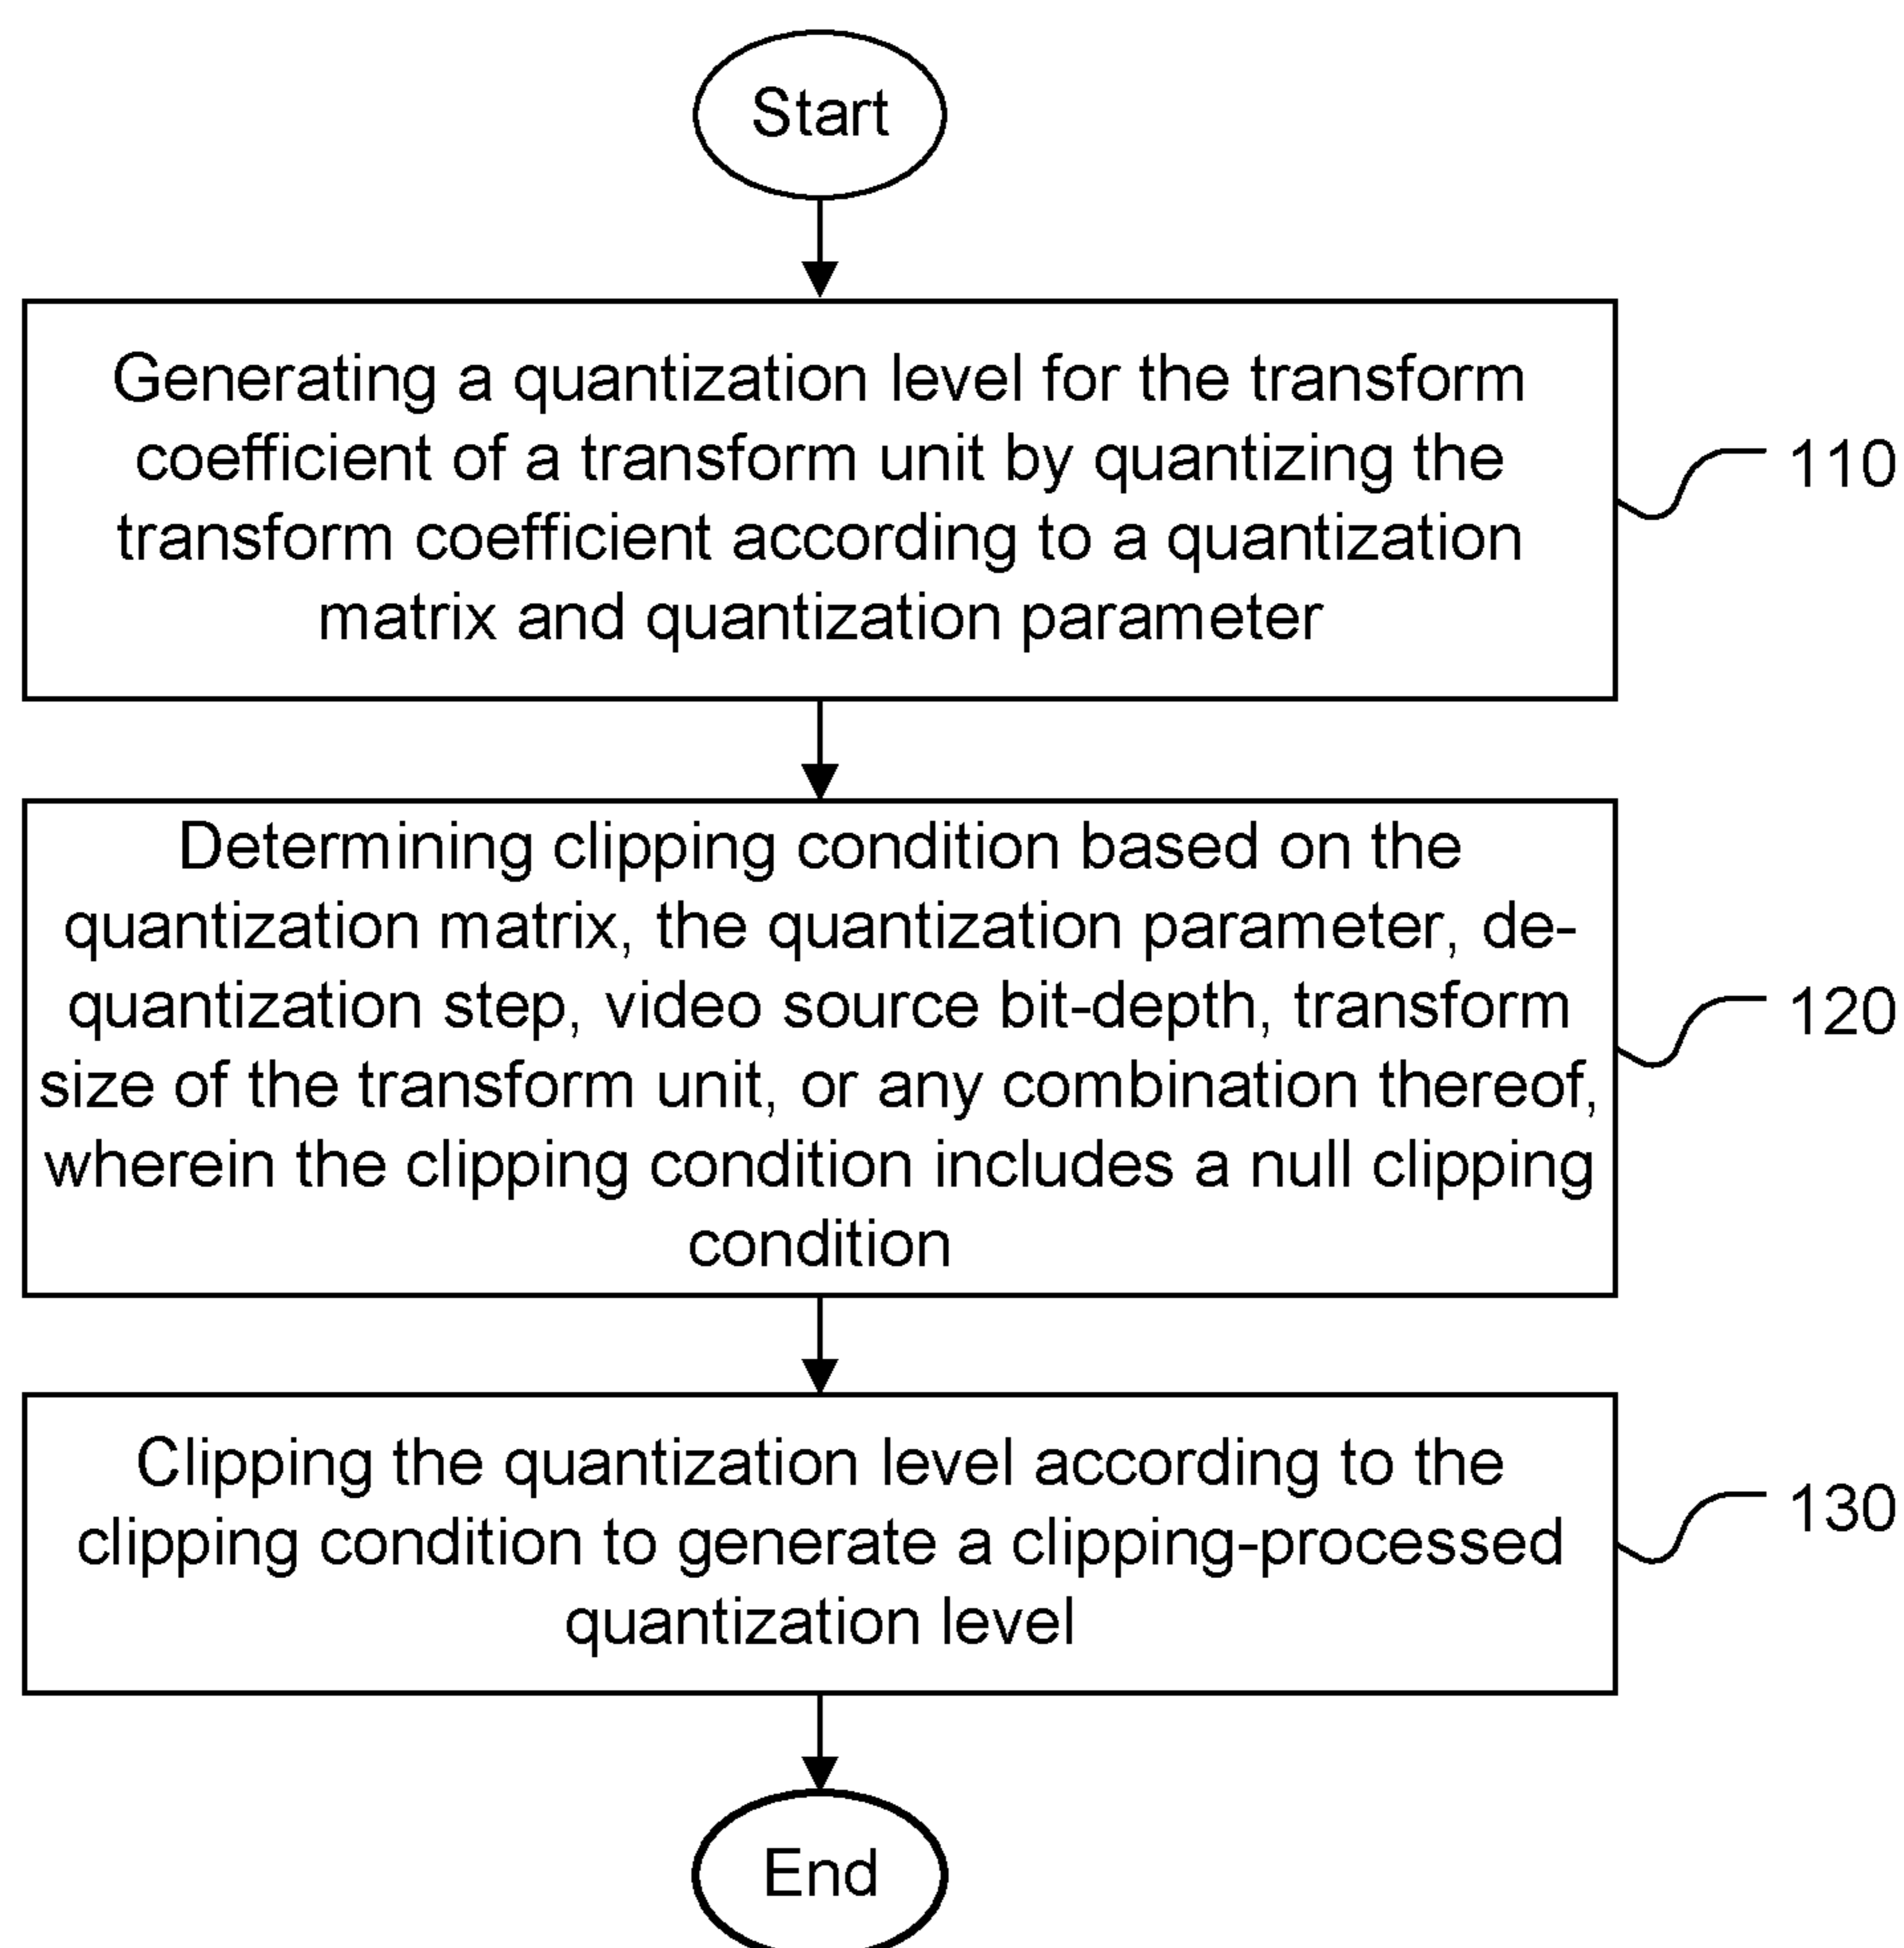 Start
Generating a quantization level for the transform
coefficient of a transform unit by quantizing the
transform coefficient according to a quantization
matrix and quantization parameter
110
Determining clipping condition based on the
quantization matrix, the quantization parameter, de-
quantization step, video source bit-depth, transform
size of the transform unit, or any combination thereof,
wherein the clipping condition includes a null clipping
condition
120
Clipping the quantization level according to the
clipping condition to generate a clipping-processed
quantization level
130
End